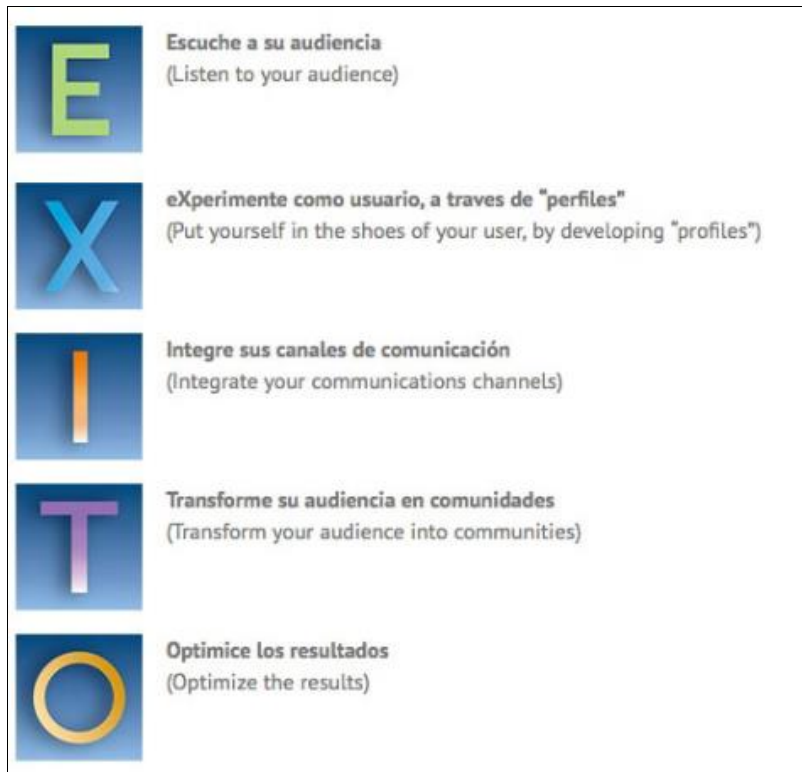 E
Escuche a su audiencia
(Listen to your audience)
X
eXperimente como usuario, a traves de "perfiles"
(Put yourself in the shoes of your user, by developing "profiles")
I
Integre sus canales de comunicación
(Integrate your communications channels)
T
Transforme su audiencia en comunidades
(Transform your audience into communities)
O
Optimice los resultados
(Optimize the results)